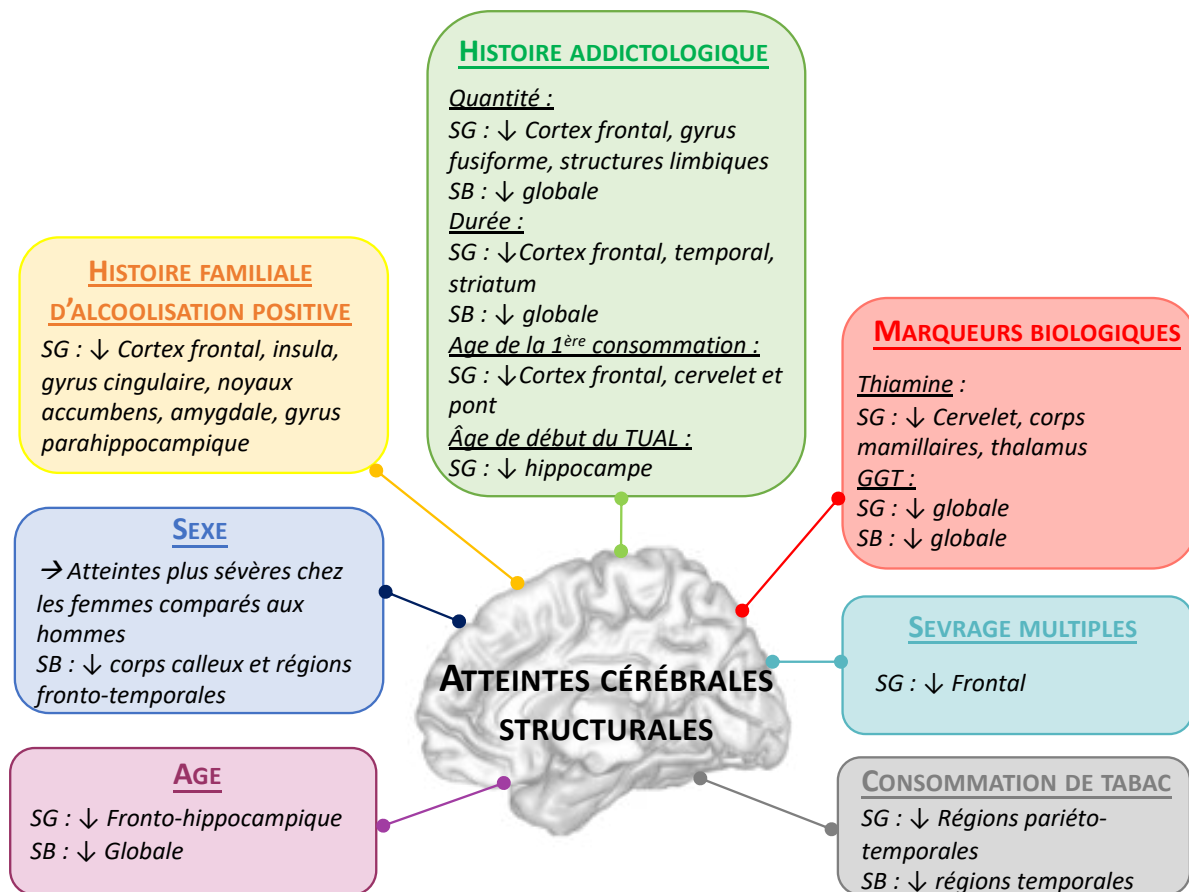 HISTOIRE ADDICTOLOGIQUE
Quantité :
SG : ↓ Cortex frontal, gyrus
fusiforme, structures limbiques
SB : ↓ globale
Durée :
SG : ↓Cortex frontal, temporal,
striatum
SB : ↓ globale
Age de la 1ère consommation :
SG : ↓Cortex frontal, cervelet et
pont
Âge de début du TUAL :
SG : ↓ hippocampe
HISTOIRE FAMILIALE
D'ALCOOLISATION POSITIVE
SG : ↓ Cortex frontal, insula,
gyrus cingulaire, noyaux
accumbens, amygdale, gyrus
parahippocampique
MARQUEURS BIOLOGIQUES
Thiamine :
SG : ↓ Cervelet, corps
mamillaires, thalamus
GGT :
SG : ↓ globale
SB : ↓ globale
SEXE
→ Atteintes plus sévères chez
les femmes comparés aux
hommes
SB : ↓ corps calleux et régions
fronto-temporales
SEVRAGE MULTIPLES
SG : ↓ Frontal
ATTEINTES CÉRÉBRALES
STRUCTURALES
AGE
SG : ↓ Fronto-hippocampique
SB : ↓ Globale
CONSOMMATION DE TABAC
SG : ↓ Régions pariéto-
temporales
SB : ↓ régions temporales